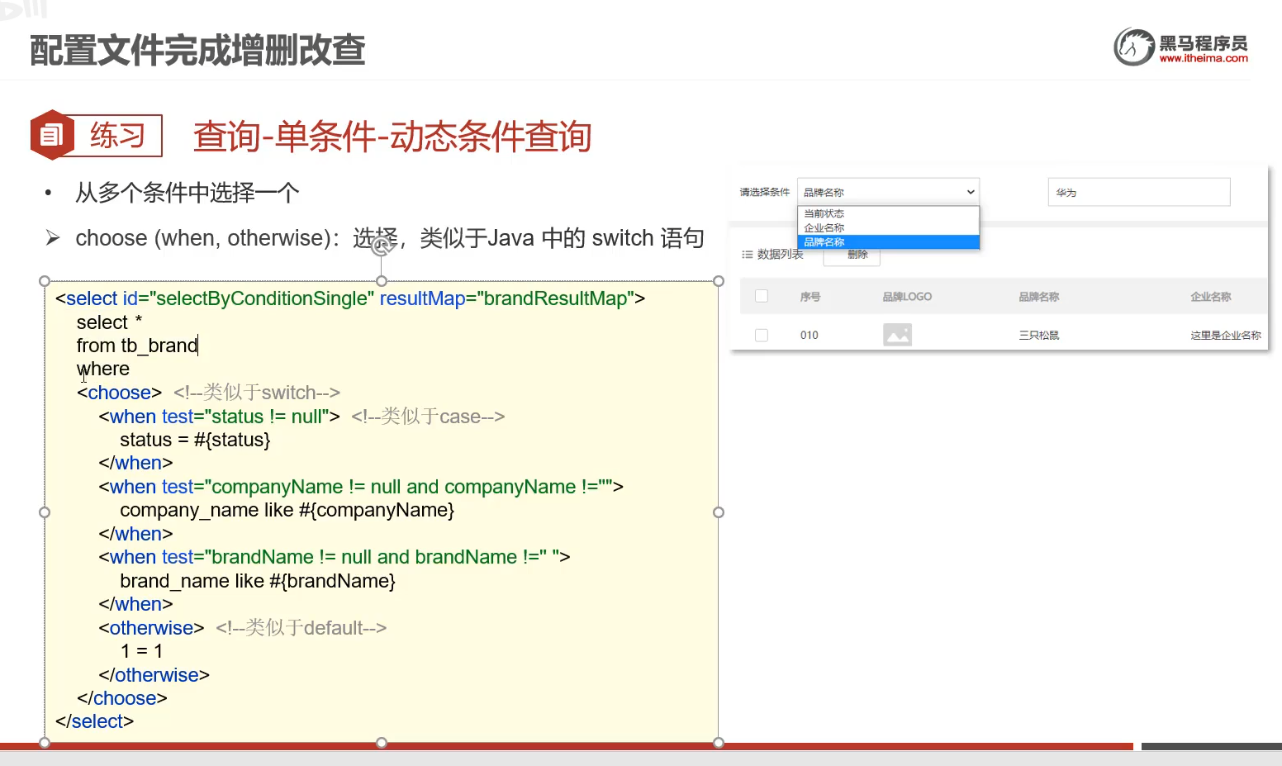 配置文件完成增删改查
黑马程序员
www.itheima.com
练习
查询-单条件-动态条件查询
• 从多个条件中选择一个
➢ choose (when, otherwise)：选择，类似于Java 中的 switch 语句
<select id="selectByConditionSingle" resultMap="brandResultMap">
select *
from tb_brand
where
<choose> <!--类似于switch-->
<when test="status != null"> <!--类似于case-->
status = #{status}
</when>
<when test="companyName != null and companyName !="">
company_name like #{companyName}
</when>
<when test="brandName != null and brandName !=" ">
brand_name like #{brandName}
</when>
<otherwise> <!--类似于default-->
1 = 1
</otherwise>
</choose>
</select>
请选择条件 品牌名称 华为
当前状态
企业名称
品牌名称
数据列表 删除
序号 品牌LOGO 品牌名称 企业名称
010 三只松鼠 这里是企业名称